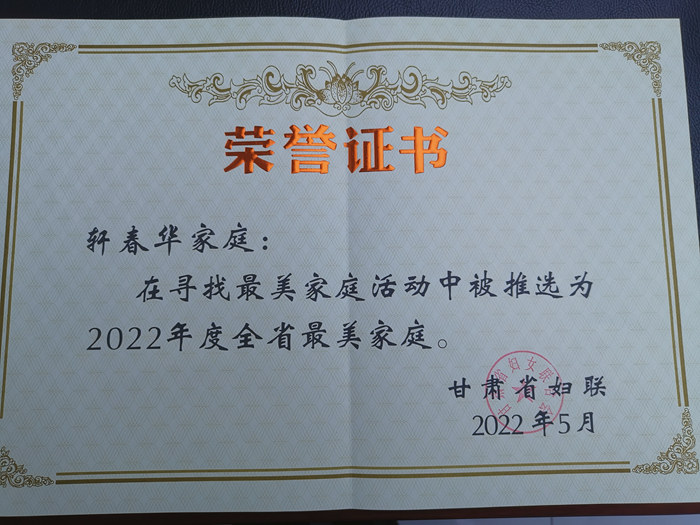 荣誉证书
轩春华家庭：
在寻找最美家庭活动中被推选为
2022年度全省最美家庭。
甘肃省妇联
2022年5月